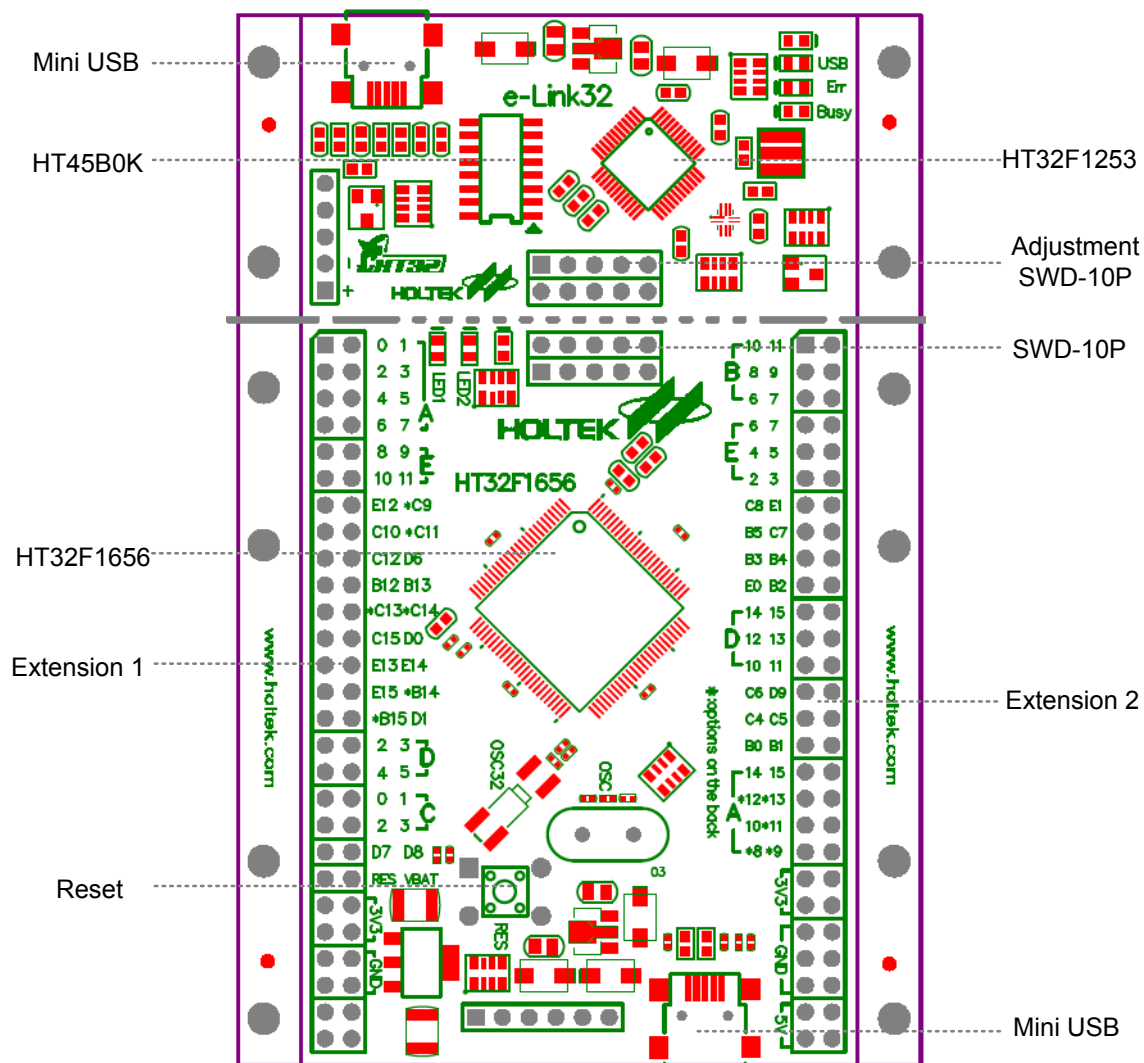 Mini USB
USB
Err
Busy
e-Link32
HT45B0K
HT32F1253
Adjustment
SWD-10P
HT32
HOLTEK
- +
SWD-10P
0 1
2 3
4 5
6 7
A
8 9
10 11
E
E12 *C9
C10 *C11
C12 D6
B12 B13
*C13 *C14
C15 D0
E13 E14
E15 *B14
*B15 D1
2 3
4 5
D
0 1
2 3
C
D7 D8
RES VBAT
3V3
GND
LED1
LED2
HOLTEK
HT32F1656
HT32F1656
10 11
B 8 9
6 7
6 7
E 4 5
2 3
C8 E1
B5 C7
B3 B4
E0 B2
14 15
D 12 13
10 11
C6 D9
C4 C5
B0 B1
14 15
*12 *13
A
10 *11
*8 *9
3V3
GND
5V
www.holtek.com
www.holtek.com
Extension 1
Extension 2
*:options on the back
OSC32
OSC
03
Reset
RES
Mini USB